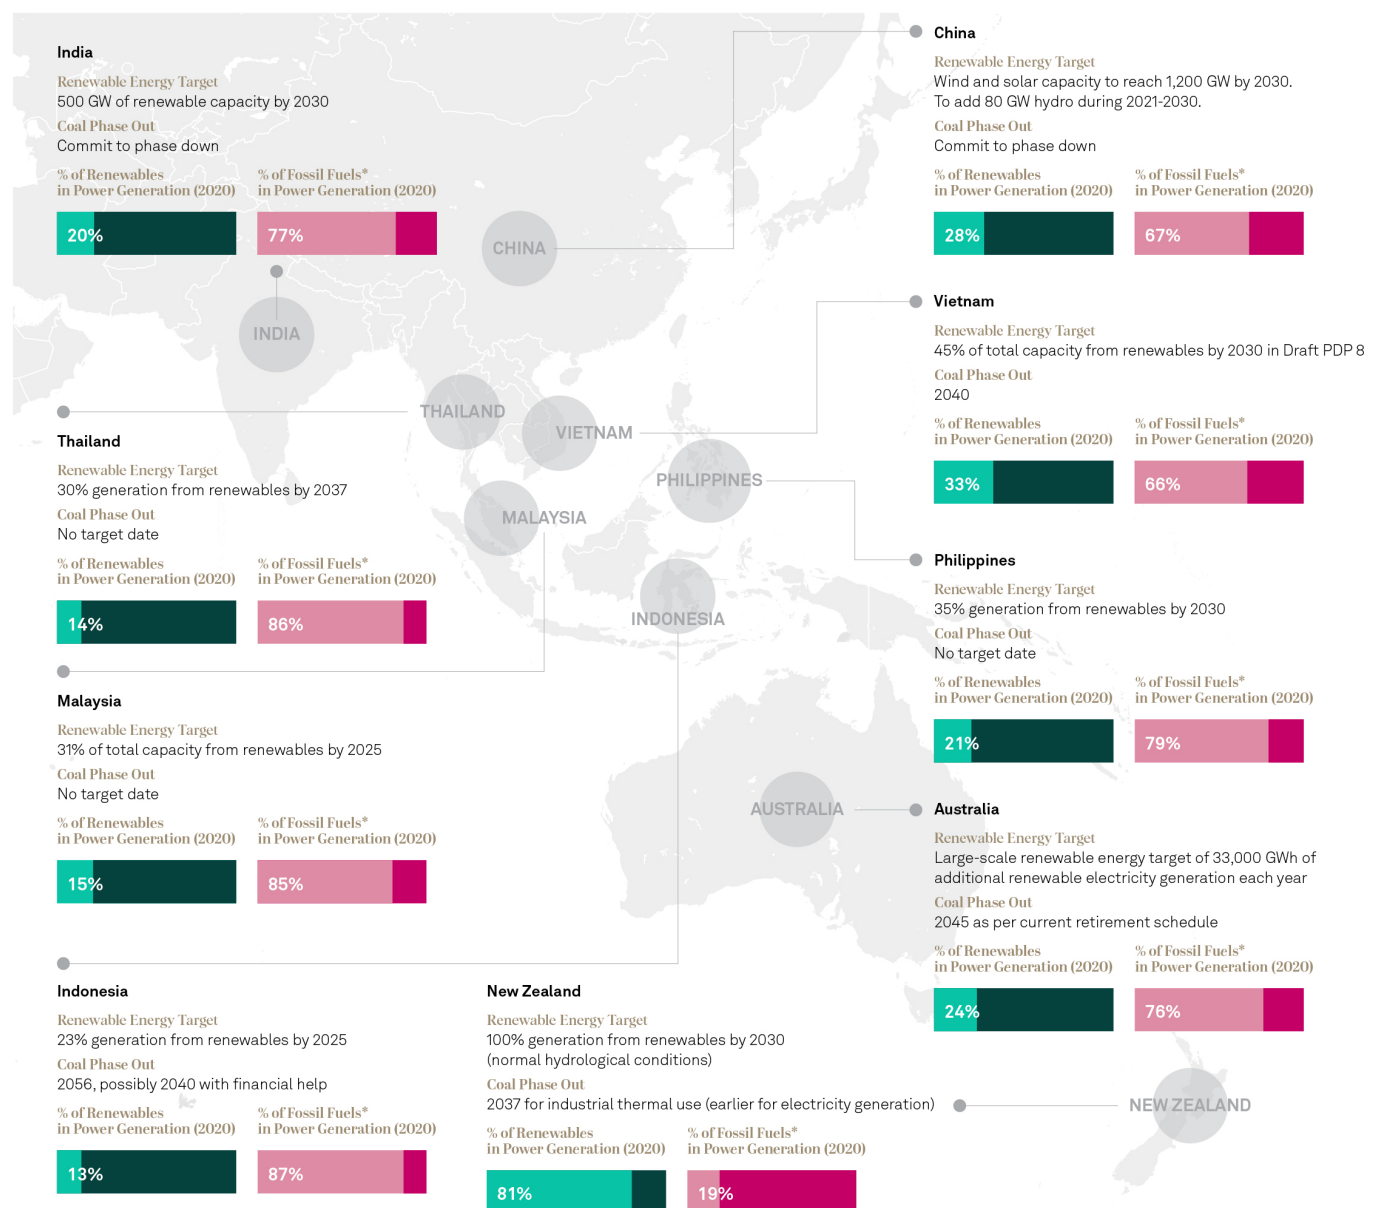 India
Renewable Energy Target
500 GW of renewable capacity by 2030
Coal Phase Out
Commit to phase down
% of Renewables
in Power Generation (2020)
% of Fossil Fuels*
in Power Generation (2020)
20%
77%
China
Renewable Energy Target
Wind and solar capacity to reach 1,200 GW by 2030.
To add 80 GW hydro during 2021-2030.
Coal Phase Out
Commit to phase down
% of Renewables
in Power Generation (2020)
% of Fossil Fuels*
in Power Generation (2020)
28%
67%
CHINA
INDIA
THAILAND
VIETNAM
PHILIPPINES
MALAYSIA
INDONESIA
AUSTRALIA
NEW ZEALAND
Vietnam
Renewable Energy Target
45% of total capacity from renewables by 2030 in Draft PDP 8
Coal Phase Out
2040
% of Renewables
in Power Generation (2020)
% of Fossil Fuels*
in Power Generation (2020)
33%
66%
Thailand
Renewable Energy Target
30% generation from renewables by 2037
Coal Phase Out
No target date
% of Renewables
in Power Generation (2020)
% of Fossil Fuels*
in Power Generation (2020)
14%
86%
Philippines
Renewable Energy Target
35% generation from renewables by 2030
Coal Phase Out
No target date
% of Renewables
in Power Generation (2020)
% of Fossil Fuels*
in Power Generation (2020)
21%
79%
Malaysia
Renewable Energy Target
31% of total capacity from renewables by 2025
Coal Phase Out
No target date
% of Renewables
in Power Generation (2020)
% of Fossil Fuels*
in Power Generation (2020)
15%
85%
Australia
Renewable Energy Target
Large-scale renewable energy target of 33,000 GWh of
additional renewable electricity generation each year
Coal Phase Out
2045 as per current retirement schedule
% of Renewables
in Power Generation (2020)
% of Fossil Fuels*
in Power Generation (2020)
24%
76%
Indonesia
Renewable Energy Target
23% generation from renewables by 2025
Coal Phase Out
2056, possibly 2040 with financial help
% of Renewables
in Power Generation (2020)
% of Fossil Fuels*
in Power Generation (2020)
13%
87%
New Zealand
Renewable Energy Target
100% generation from renewables by 2030
(normal hydrological conditions)
Coal Phase Out
2037 for industrial thermal use (earlier for electricity generation)
% of Renewables
in Power Generation (2020)
% of Fossil Fuels*
in Power Generation (2020)
81%
19%